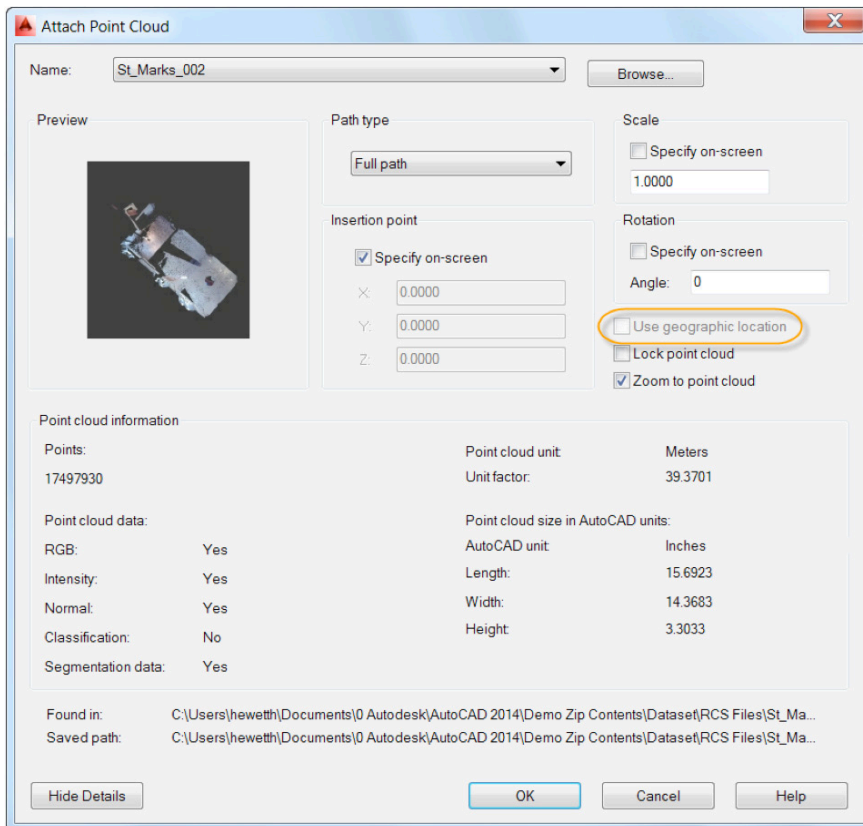 Attach Point Cloud
Name: St_Marks_002 Browse...
Preview
Path type
Full path
Scale
Specify on-screen
1.0000
Insertion point
Specify on-screen
X: 0.0000
Y: 0.0000
Z: 0.0000
Rotation
Specify on-screen
Angle: 0
Use geographic location
Lock point cloud
Zoom to point cloud
Point cloud information
Points:
17497930
Point cloud unit: Meters
Unit factor: 39.3701
Point cloud data:
RGB: Yes
Intensity: Yes
Normal: Yes
Classification: No
Segmentation data: Yes
Point cloud size in AutoCAD units:
AutoCAD unit: Inches
Length: 15.6923
Width: 14.3683
Height: 3.3033
Found in: C:\Users\hewetth\Documents\0 Autodesk\AutoCAD 2014\Demo Zip Contents\Dataset\RCS Files\St_Ma...
Saved path: C:\Users\hewetth\Documents\0 Autodesk\AutoCAD 2014\Demo Zip Contents\Dataset\RCS Files\St_Ma...
Hide Details OK Cancel Help